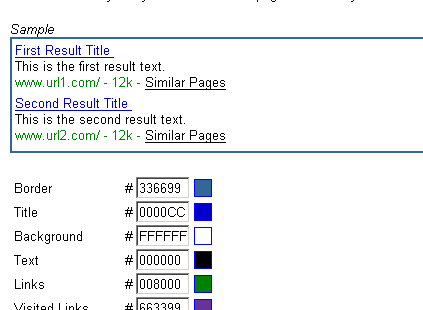 Sample
First Result Title
This is the first result text.
www.url1.com/ - 12k - Similar Pages
Second Result Title
This is the second result text.
www.url2.com/ - 12k - Similar Pages
Border # 336699
Title # 0000CC
Background # FFFFFF
Text # 000000
Links # 008000
Visited Links # 663399